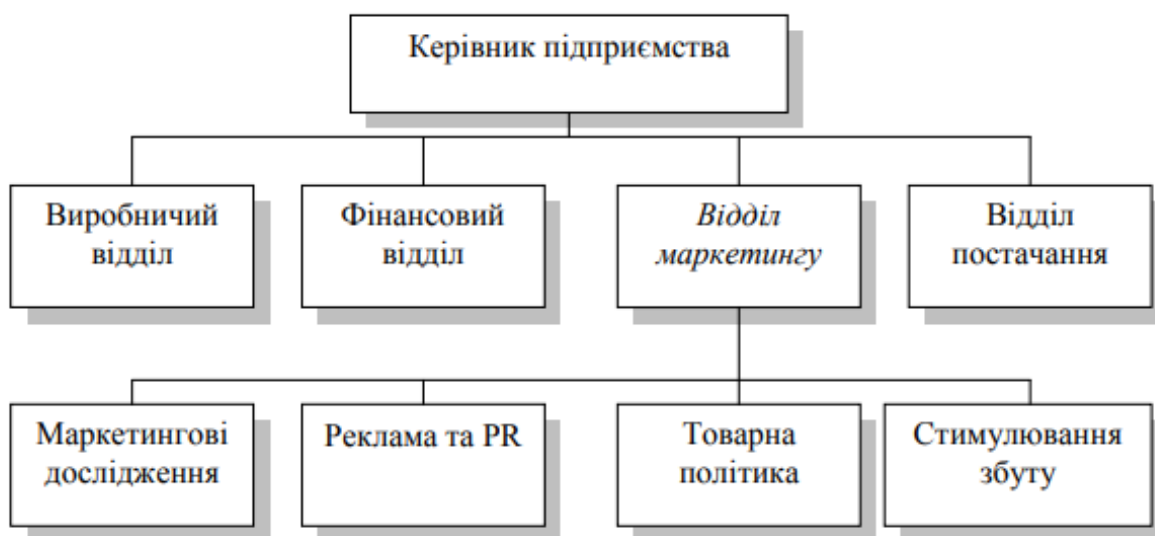 Керівник підприємства
Виробничий
відділ
Фінансовий
відділ
Відділ
маркетингу
Відділ
постачання
Маркетингові
дослідження
Реклама та PR
Товарна
політика
Стимулювання
збуту